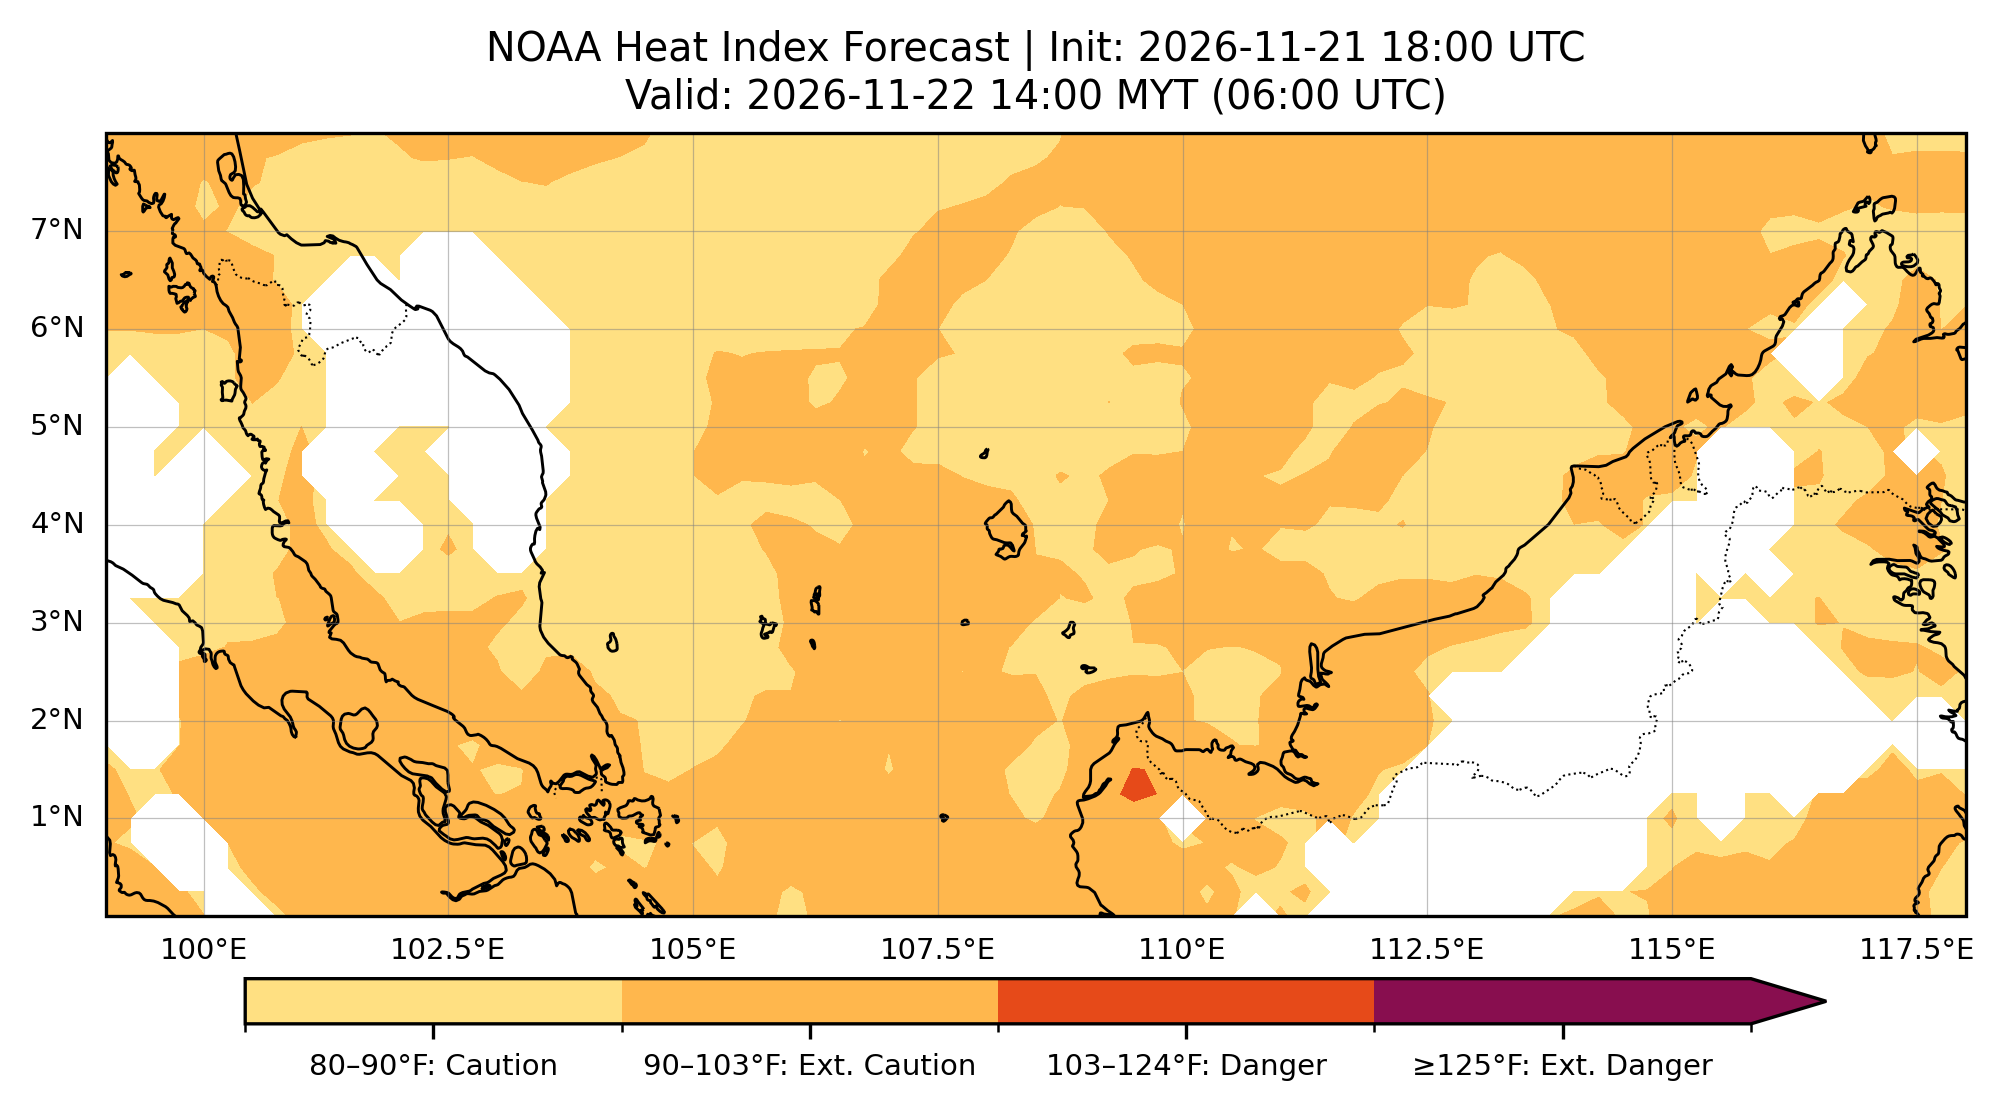 NOAA Heat Index Forecast | Init: 2026-11-21 18:00 UTC
Valid: 2026-11-22 14:00 MYT (06:00 UTC)
7°N
6°N
5°N
4°N
3°N
2°N
1°N
100°E
102.5°E
105°E
107.5°E
110°E
112.5°E
115°E
117.5°E
80–90°F: Caution
90–103°F: Ext. Caution
103–124°F: Danger
≥125°F: Ext. Danger